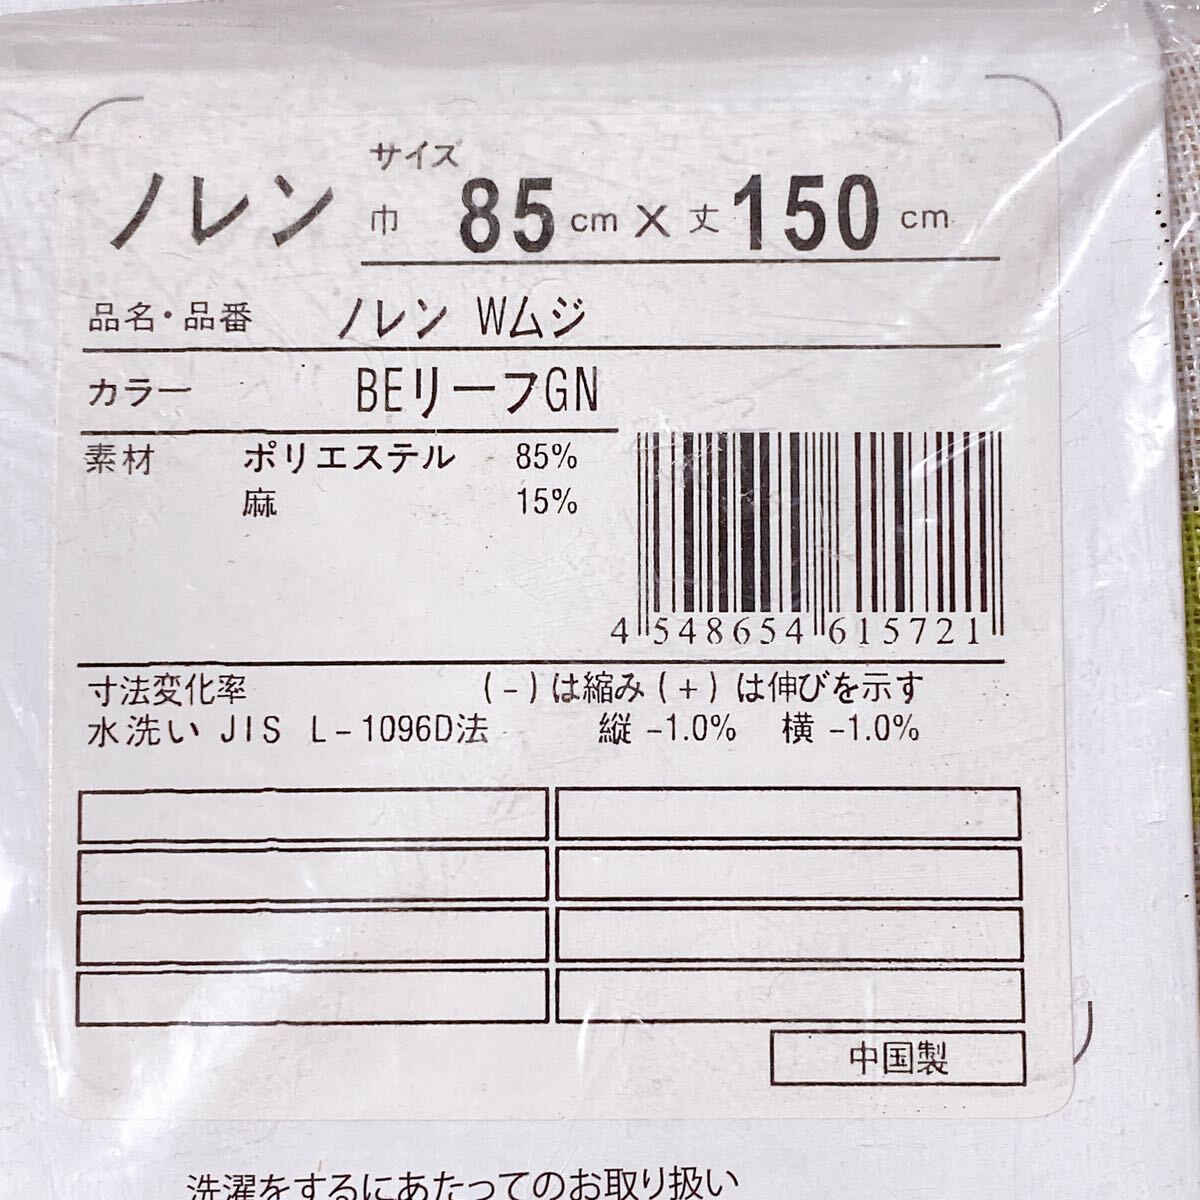 ノレン サイズ 巾 85 cm × 丈 150 cm
品名・品番 ノレン Wムジ
カラー BEリーフGN
素材 ポリエステル 85%
麻 15%
4 548654 615721
寸法変化率 (-)は縮み(+)は伸びを示す
水洗い JIS L-1096D法 縦 -1.0% 横 -1.0%
中国製
洗濯をするにあたってのお取り扱い